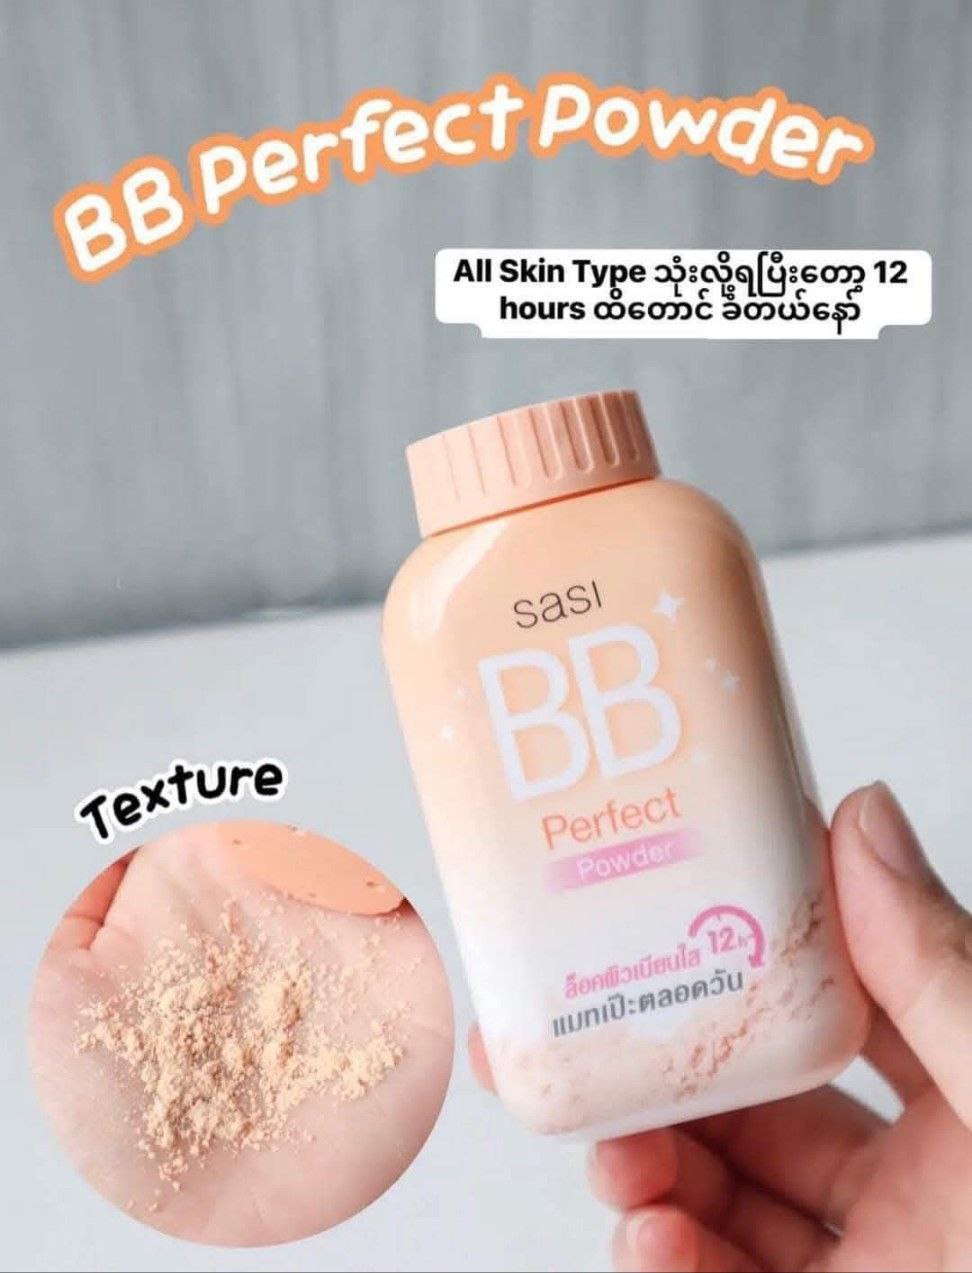 BB Perfect Powder
All Skin Type သုံးလို့ရပြီးတော့ 12
hours ထိတောင် ခံတယ်နော်
sasi
BB
Perfect
Powder
12h
ล็อคผิวเนียนใส
แมทเป๊ะตลอดวัน
Texture